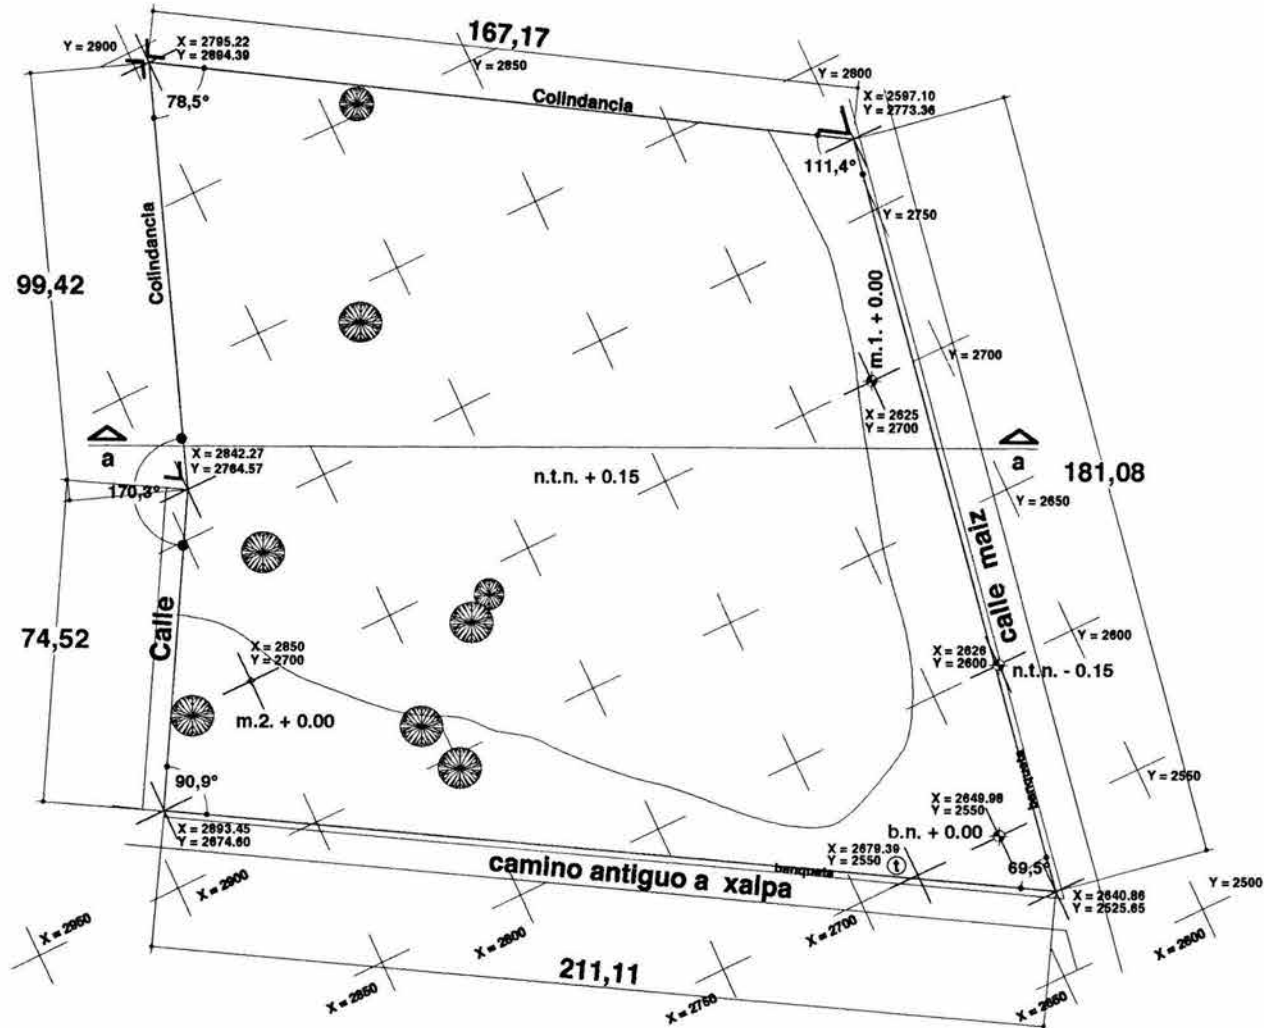 167,17
Y = 2900
X = 2795.22
Y = 2894.39
Y = 2850
Y = 2800
X = 2597.10
Y = 2773.36
78,5°
Colindancia
111,4°
Y = 2750
Colindancia
99,42
m.1. + 0.00
Y = 2700
X = 2625
Y = 2700
a
X = 2842.27
Y = 2764.57
a
181,08
n.t.n. + 0.15
170,3°
Y = 2650
calle maiz
Calle
74,52
X = 2850
Y = 2700
Y = 2600
X = 2626
Y = 2600
n.t.n. - 0.15
m.2. + 0.00
banqueta
Y = 2550
90,9°
X = 2649.98
Y = 2550
b.n. + 0.00
X = 2893.45
Y = 2674.60
X = 2679.39
Y = 2550
t
banqueta
69,5°
camino antiguo a xalpa
X = 2640.86
Y = 2525.65
Y = 2500
X = 2900
X = 2950
X = 2800
X = 2700
X = 2600
211,11
X = 2850
X = 2750
X = 2650